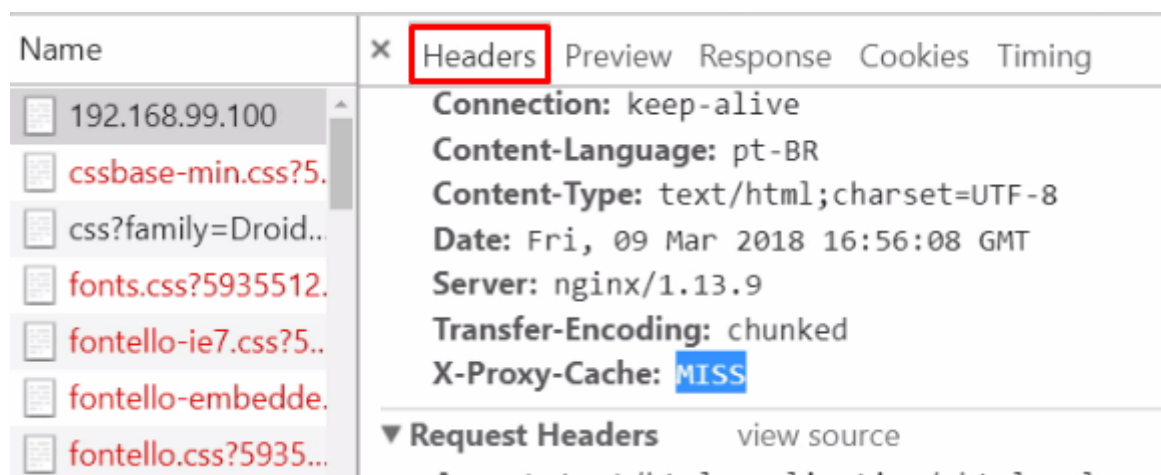 Name
× Headers Preview Response Cookies Timing
192.168.99.100
cssbase-min.css?5.
css?family=Droid...
fonts.css?5935512.
fontello-ie7.css?5..
fontello-embedde.
fontello.css?5935...
Connection: keep-alive
Content-Language: pt-BR
Content-Type: text/html;charset=UTF-8
Date: Fri, 09 Mar 2018 16:56:08 GMT
Server: nginx/1.13.9
Transfer-Encoding: chunked
X-Proxy-Cache: MISS
▼ Request Headers view source